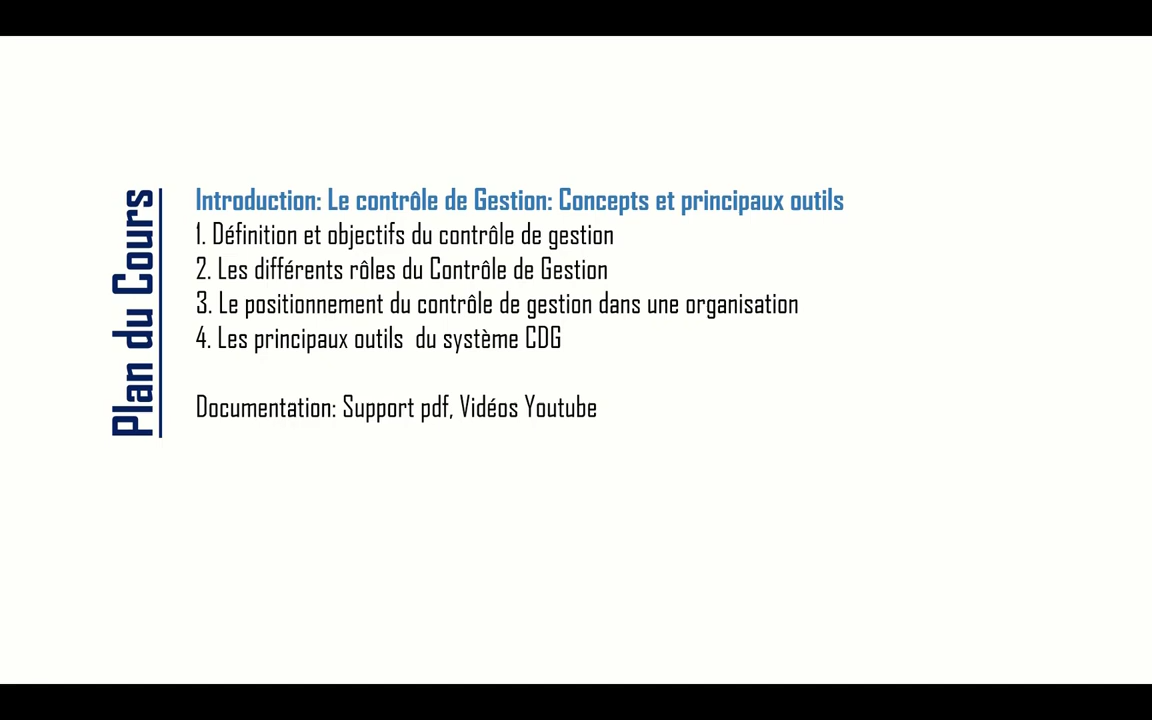 Plan du Cours
Introduction: Le contrôle de Gestion: Concepts et principaux outils
1. Définition et objectifs du contrôle de gestion
2. Les différents rôles du Contrôle de Gestion
3. Le positionnement du contrôle de gestion dans une organisation
4. Les principaux outils  du système CDG
Documentation: Support pdf, Vidéos Youtube